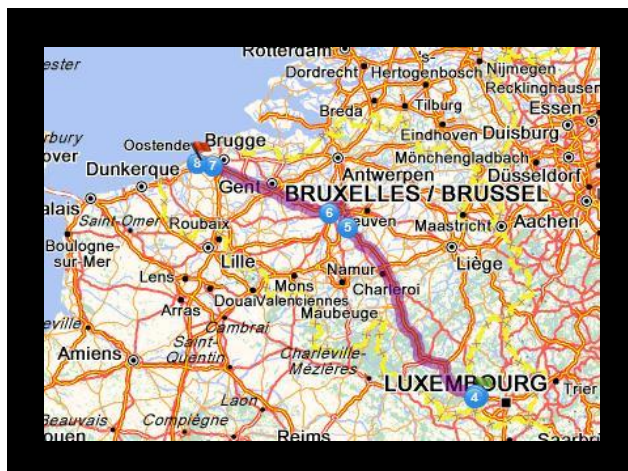 Rotterdam
ester
Dordrecht
's-
Hertogenbosch
Nijmegen
Recklinghausen
Breda
Tilburg
Essen
rbury
over
Oostende
Brugge
Eindhoven
Duisburg
Dunkerque
8
7
Antwerpen
Mönchengladbach
Düsseldorf
Gent
BRUXELLES / BRUSSEL
alais
Saint-Omer
Roubaix
6
euven
5
Maastricht
Aachen
Boulogne-
sur-Mer
Lille
Liège
Lens
Mons
Namur
Charleroi
Arras
Douai
Valenciennes
Maubeuge
eville
Cambrai
Amiens
Saint-
Quentin
Charleville-
Mézières
LUXEMBOURG
4
Trier
Laon
Beauvais
Compiègne
ouen
Reims
Saarbri